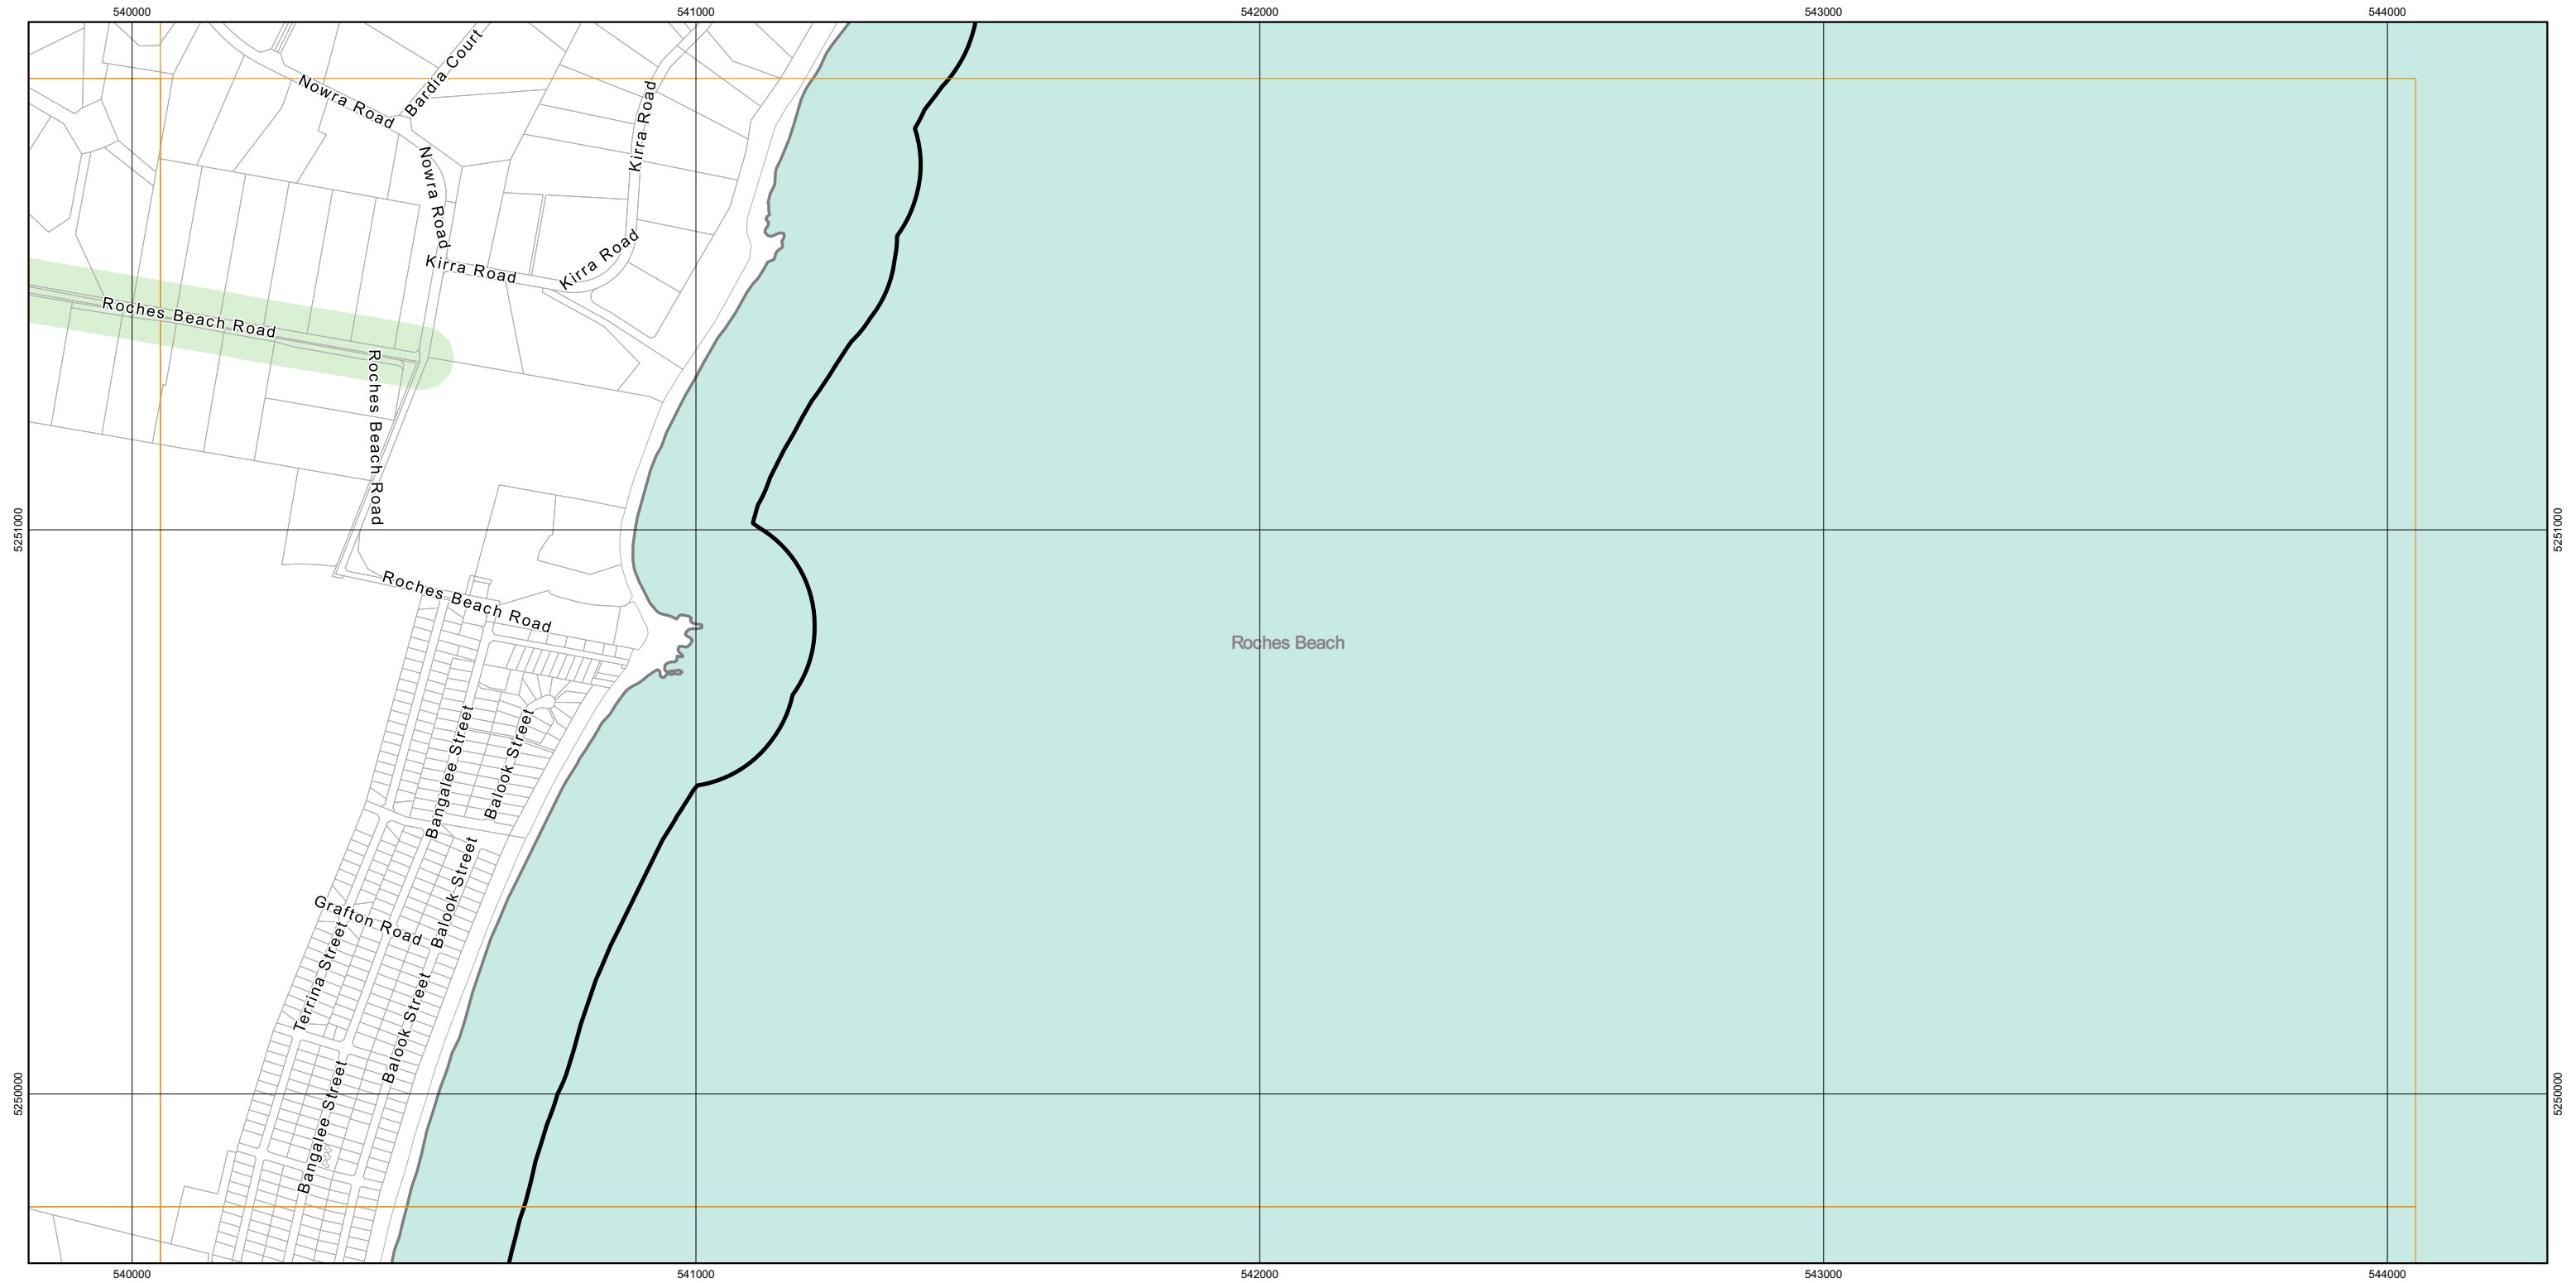 540000
541000
542000
543000
544000
Bardia Court
Nowra Road
Kirra Road
Nowra Road
Kirra Road
Kirra Road
Roches Beach Road
Roches Beach Road
5251000
5251000
Roches Beach Road
Roches Beach
Bangalee Street
Balook Street
Balook Street
Grafton Road
Terrina Street
Balook Street
Bangalee Street
5250000
5250000
540000
541000
542000
543000
544000